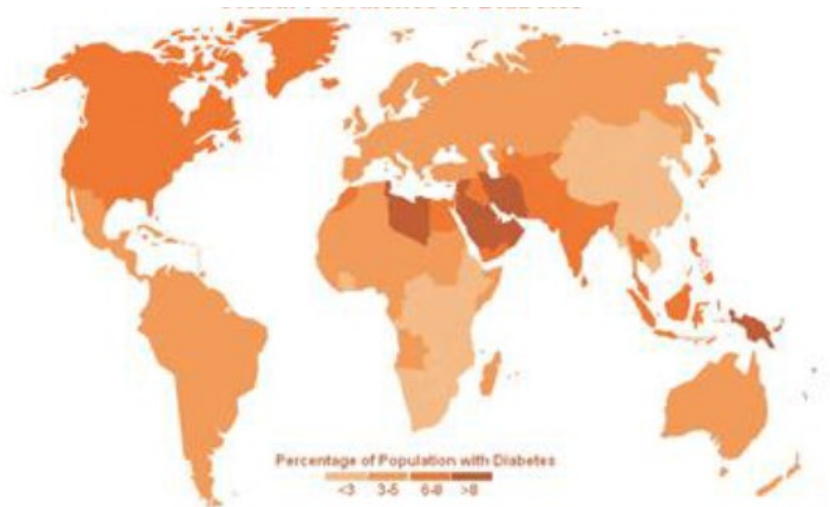 Percentage of Population with Diabetes
<3 3-5 6-8 >8